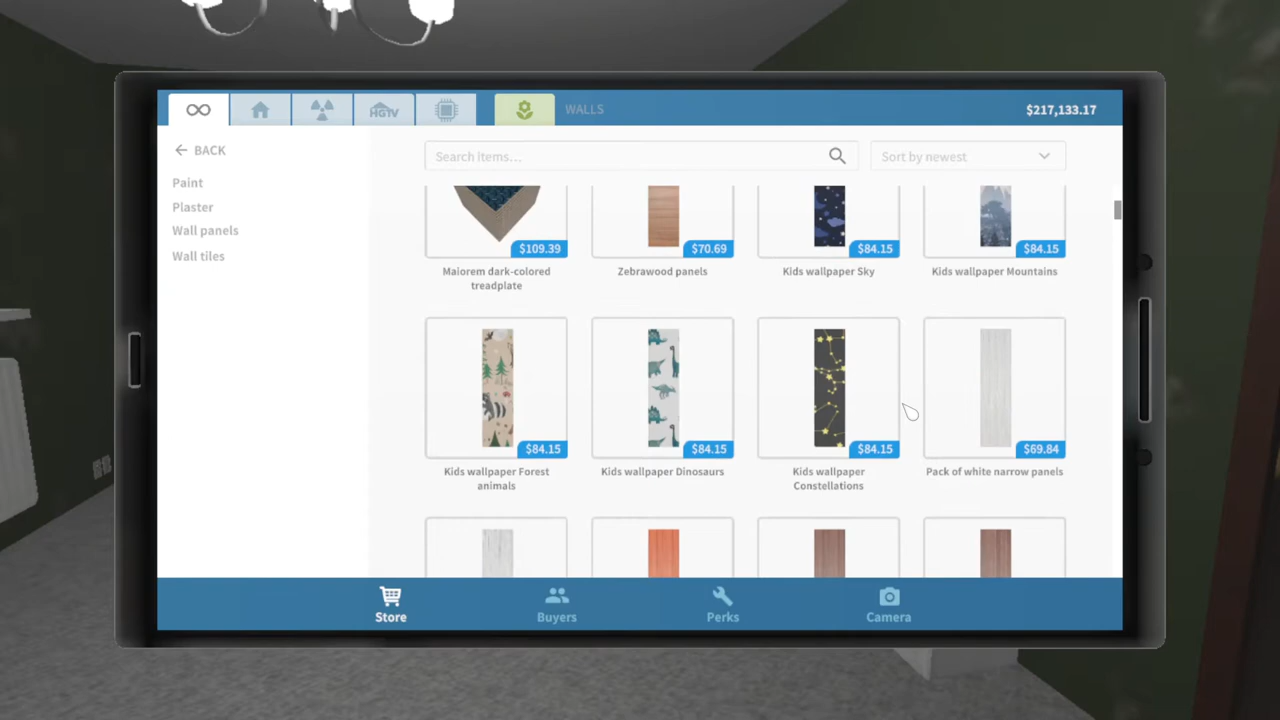 HGTV
WALLS
$217,133.17
BACK
Search items...
Sort by newest
Paint
Plaster
Wall panels
Wall tiles
$109.39
$70.69
$84.15
$84.15
Maiorem dark-colored
treadplate
Zebrawood panels
Kids wallpaper Sky
Kids wallpaper Mountains
$84.15
$84.15
$84.15
$69.84
Kids wallpaper Forest
animals
Kids wallpaper Dinosaurs
Kids wallpaper
Constellations
Pack of white narrow panels
Store
Buyers
Perks
Camera